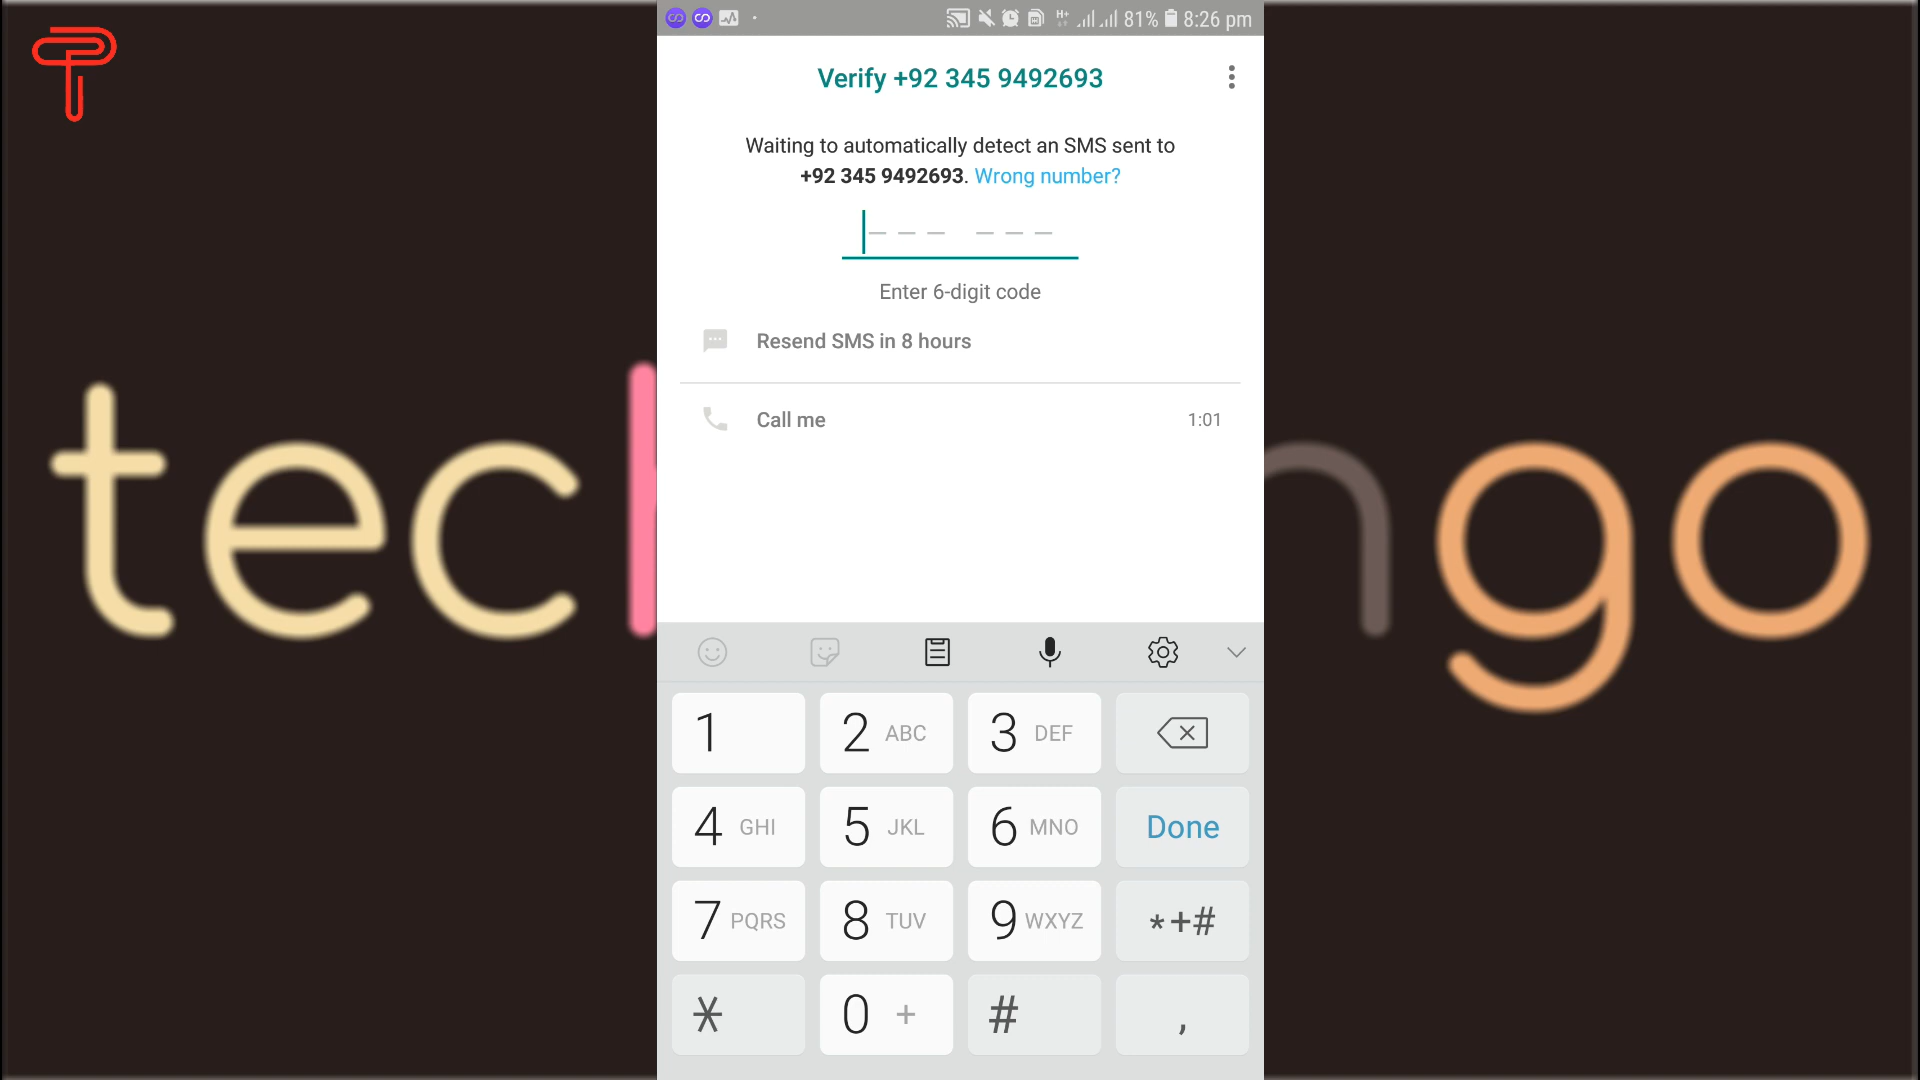 H+ 81% 8:26 pm
Verify +92 345 9492693
Waiting to automatically detect an SMS sent to
+92 345 9492693. Wrong number?
Enter 6-digit code
Resend SMS in 8 hours
Call me 1:01
tec ngo
1 2 ABC 3 DEF
4 GHI 5 JKL 6 MNO Done
7 PQRS 8 TUV 9 WXYZ *+#
* 0 + # ,